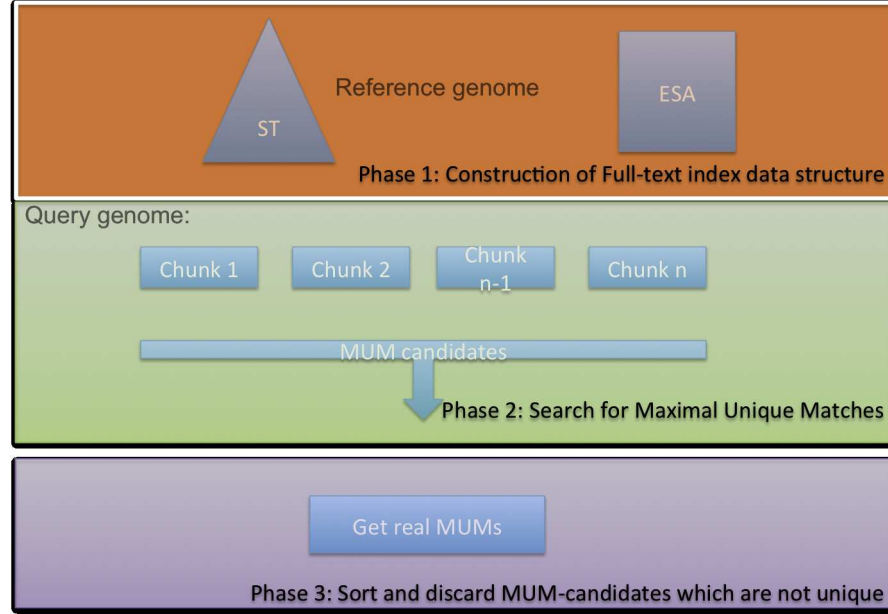 Reference genome
ST
ESA
Phase 1: Construction of Full-text index data structure
Query genome:
Chunk 1
Chunk 2
Chunk
n-1
Chunk n
MUM candidates
Phase 2: Search for Maximal Unique Matches
Get real MUMs
Phase 3: Sort and discard MUM-candidates which are not unique